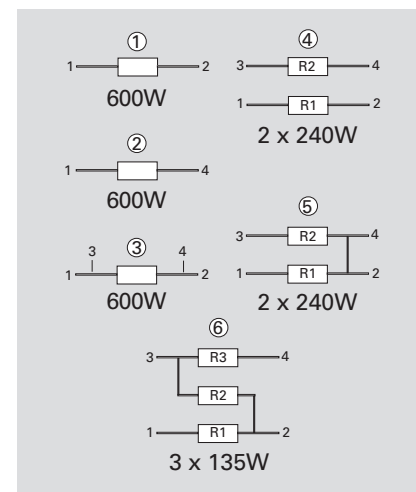 ①
1 2
600W
②
1 4
600W
③
3 4
1 2
600W
④
3 R2 4
1 R1 2
2 x 240W
⑤
3 R2 4
1 R1 2
2 x 240W
⑥
3 R3 4
R2
1 R1 2
3 x 135W